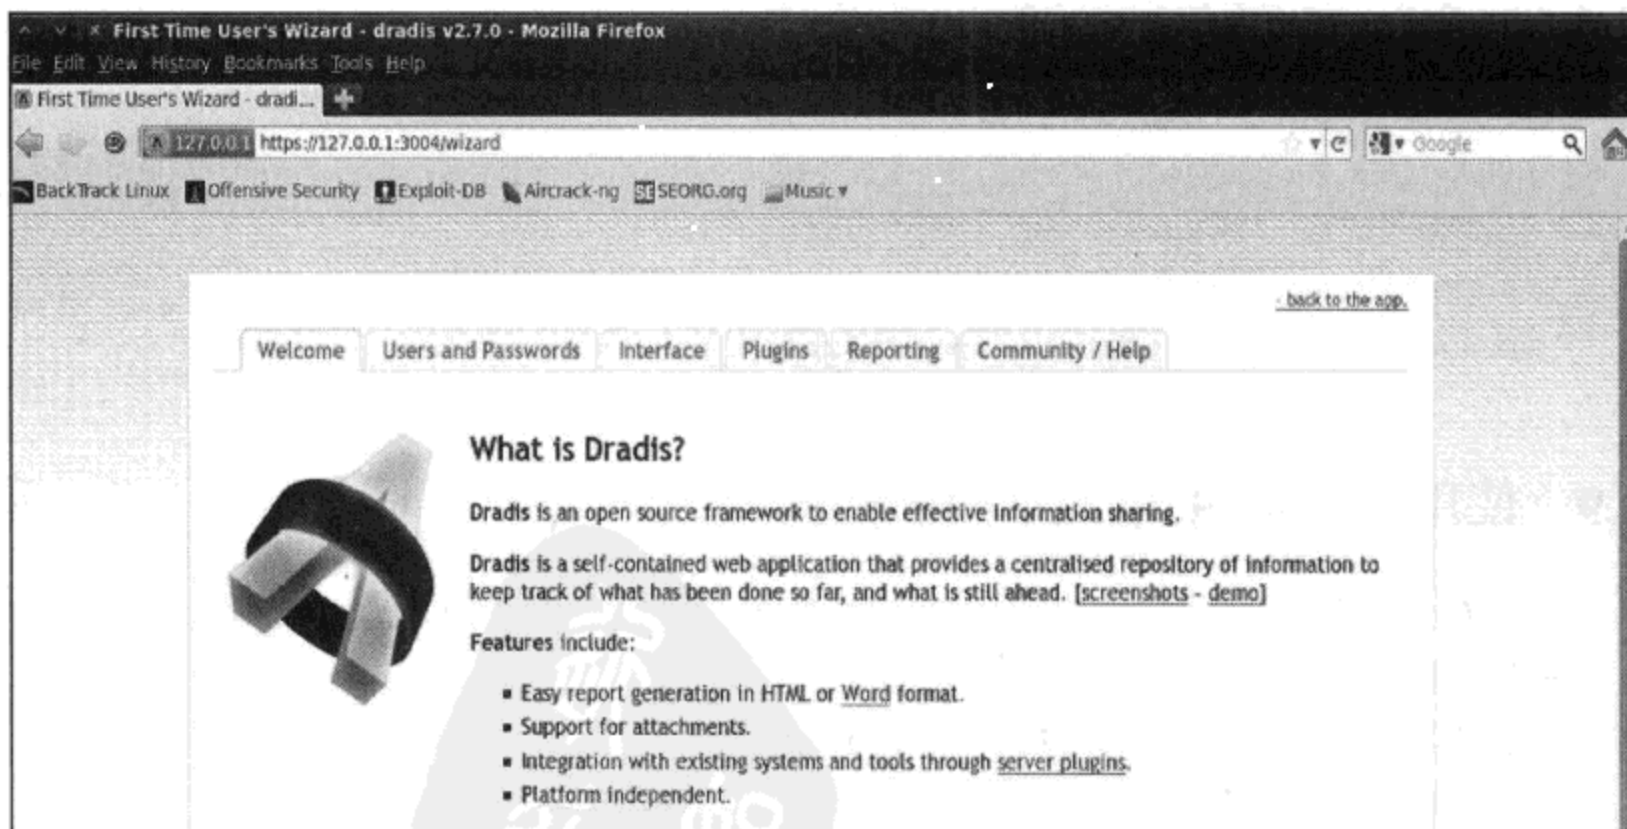 First Time User's Wizard - dradis v2.7.0 - Mozilla Firefox
File Edit View History Bookmarks Tools Help
First Time User's Wizard - dradi...
127.0.0.1 https://127.0.0.1:3004/wizard Google
BackTrack Linux Offensive Security Exploit-DB Aircrack-ng SE SEORG.org Music
- back to the app.
Welcome Users and Passwords Interface Plugins Reporting Community / Help
What is Dradis?
Dradis is an open source framework to enable effective information sharing.
Dradis is a self-contained web application that provides a centralised repository of information to
keep track of what has been done so far, and what is still ahead. [screenshots - demo]
Features include:
▪ Easy report generation in HTML or Word format.
▪ Support for attachments.
▪ Integration with existing systems and tools through server plugins.
▪ Platform independent.